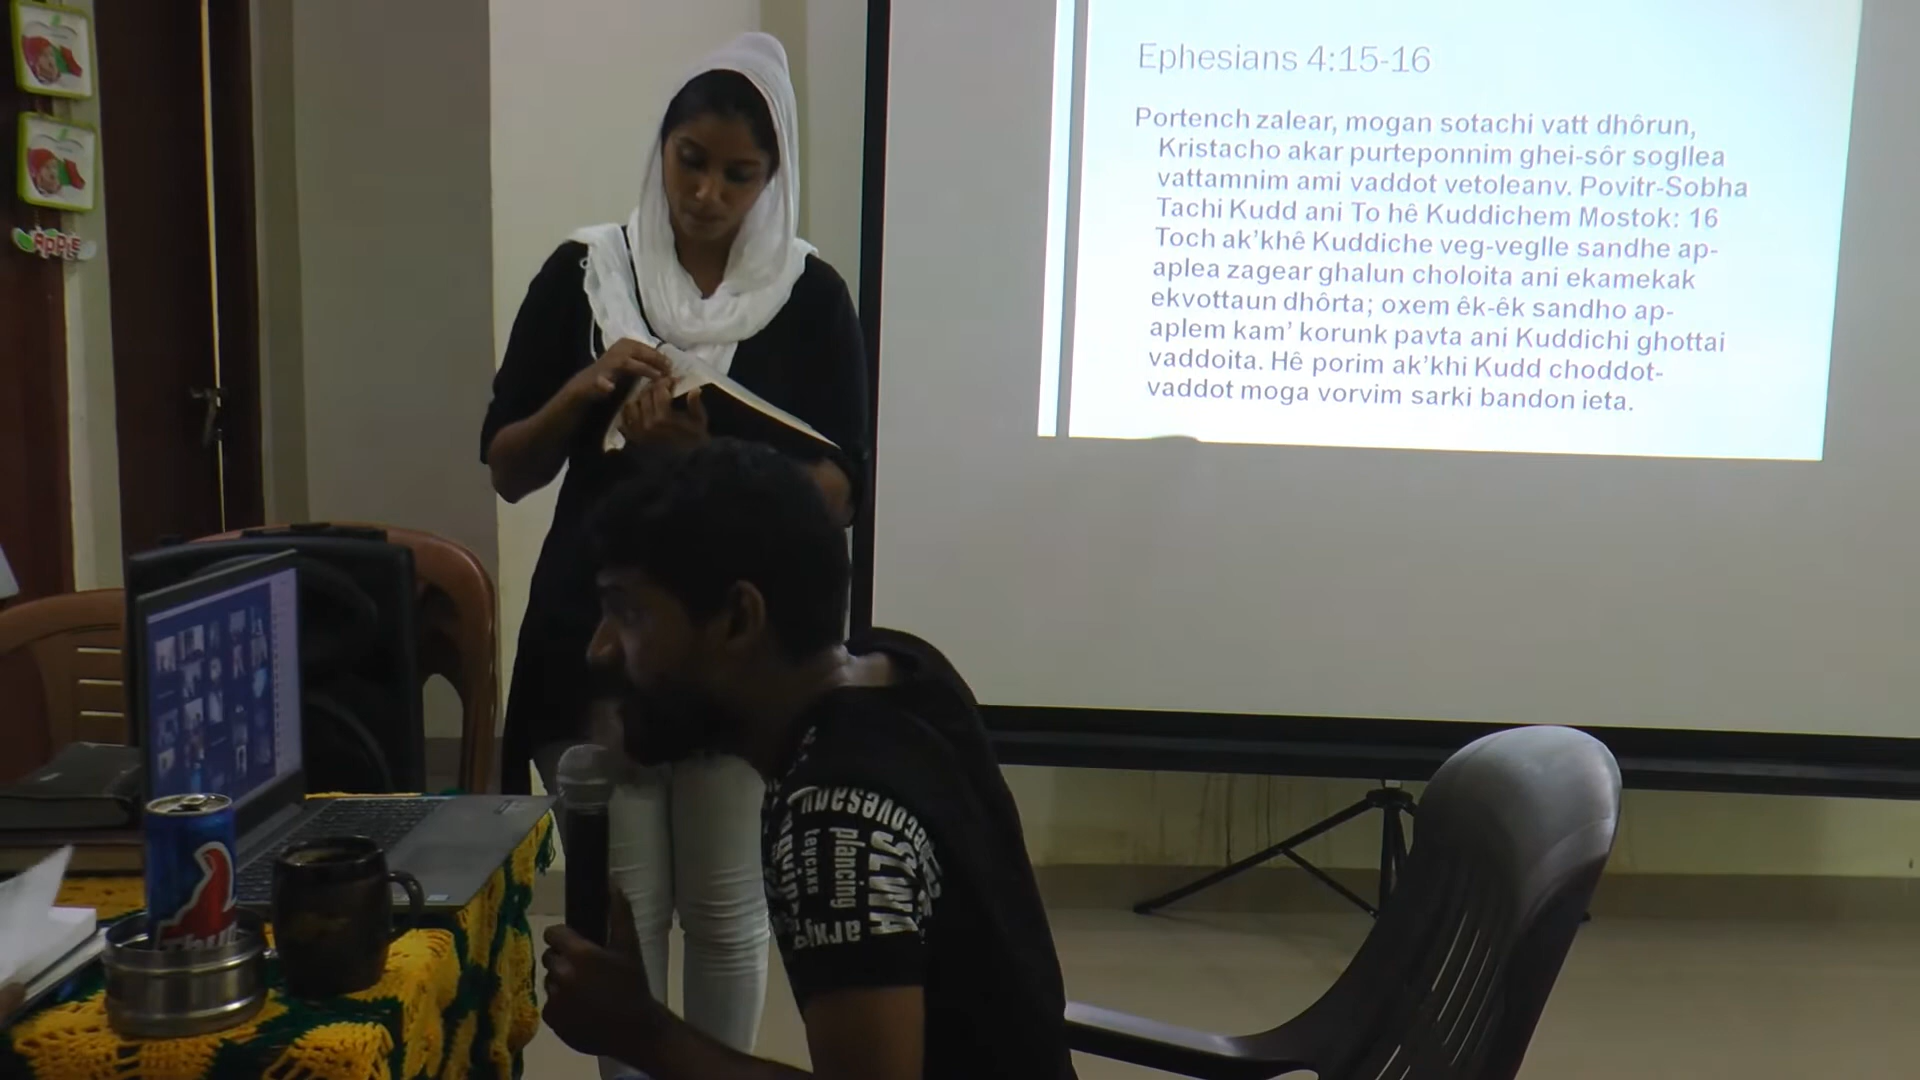 Ephesians 4:15-16
Portench zalear, mogan sotachi vatt dhôrun,
Kristacho akar purteponnim ghei-sôr sogllea
vattamnim ami vaddot vetoleanv. Povitr-Sobha
Tachi Kudd ani To hê Kuddichem Mostok: 16
Toch ak’khê Kuddiche veg-veglle sandhe ap-
aplea zagear ghalun choloita ani ekamekak
ekvottaun dhôrta; oxem êk-êk sandho ap-
aplem kam’ korunk pavta ani Kuddichi ghottai
vaddoita. Hê porim ak’khi Kudd choddot-
vaddot moga vorvim sarki bandon ieta.
APPLE
plancing
teycxas